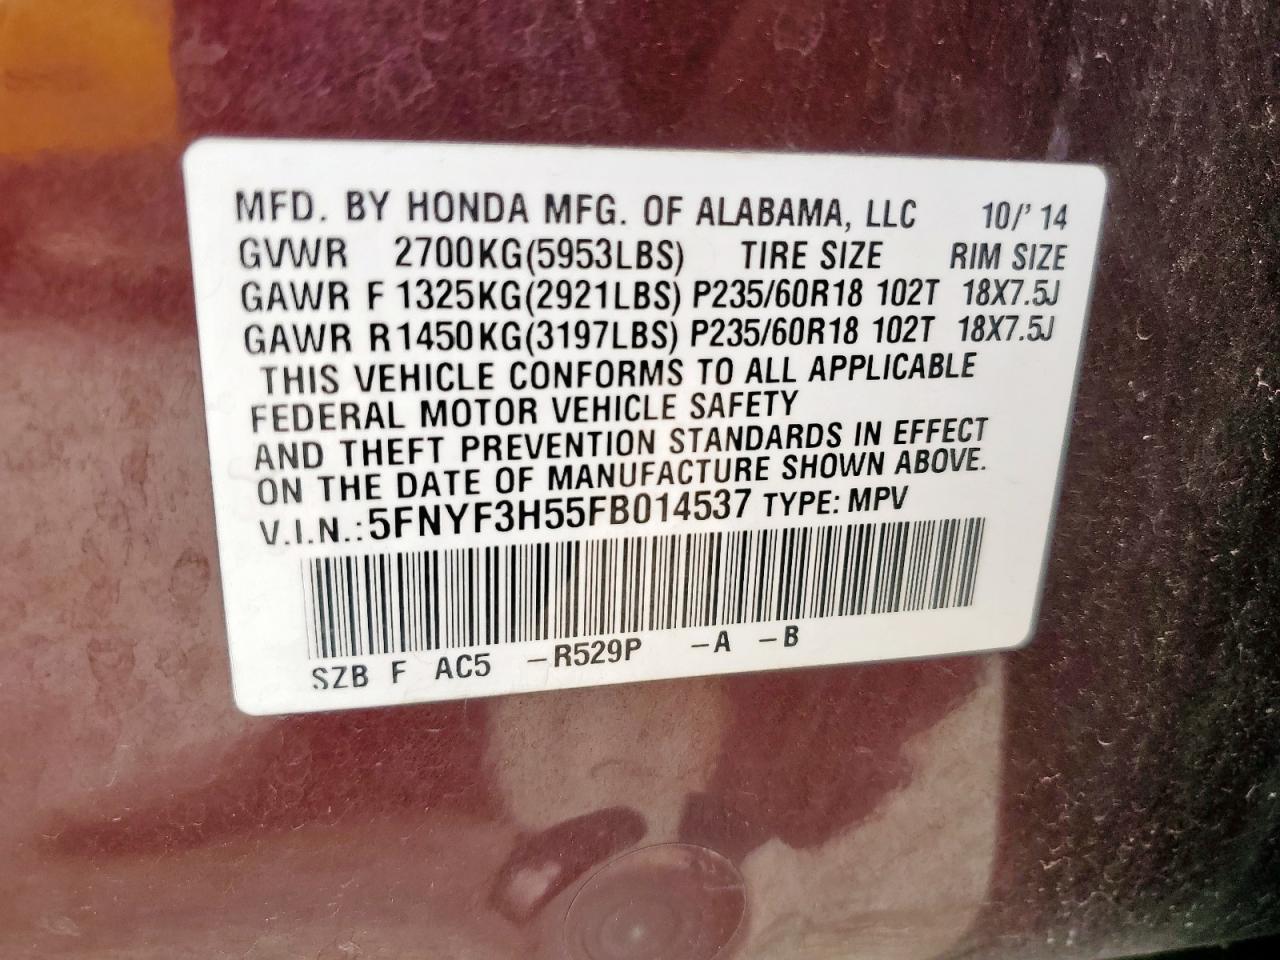 MFD. BY HONDA MFG. OF ALABAMA, LLC 10/' 14
GVWR 2700KG(5953LBS) TIRE SIZE RIM SIZE
GAWR F 1325KG(2921LBS) P235/60R18 102T 18X7.5J
GAWR R1450KG(3197LBS) P235/60R18 102T 18X7.5J
THIS VEHICLE CONFORMS TO ALL APPLICABLE
FEDERAL MOTOR VEHICLE SAFETY
AND THEFT PREVENTION STANDARDS IN EFFECT
ON THE DATE OF MANUFACTURE SHOWN ABOVE.
V.I.N.: 5FNYF3H55FB014537 TYPE: MPV
SZB F AC5 –R529P –A –B